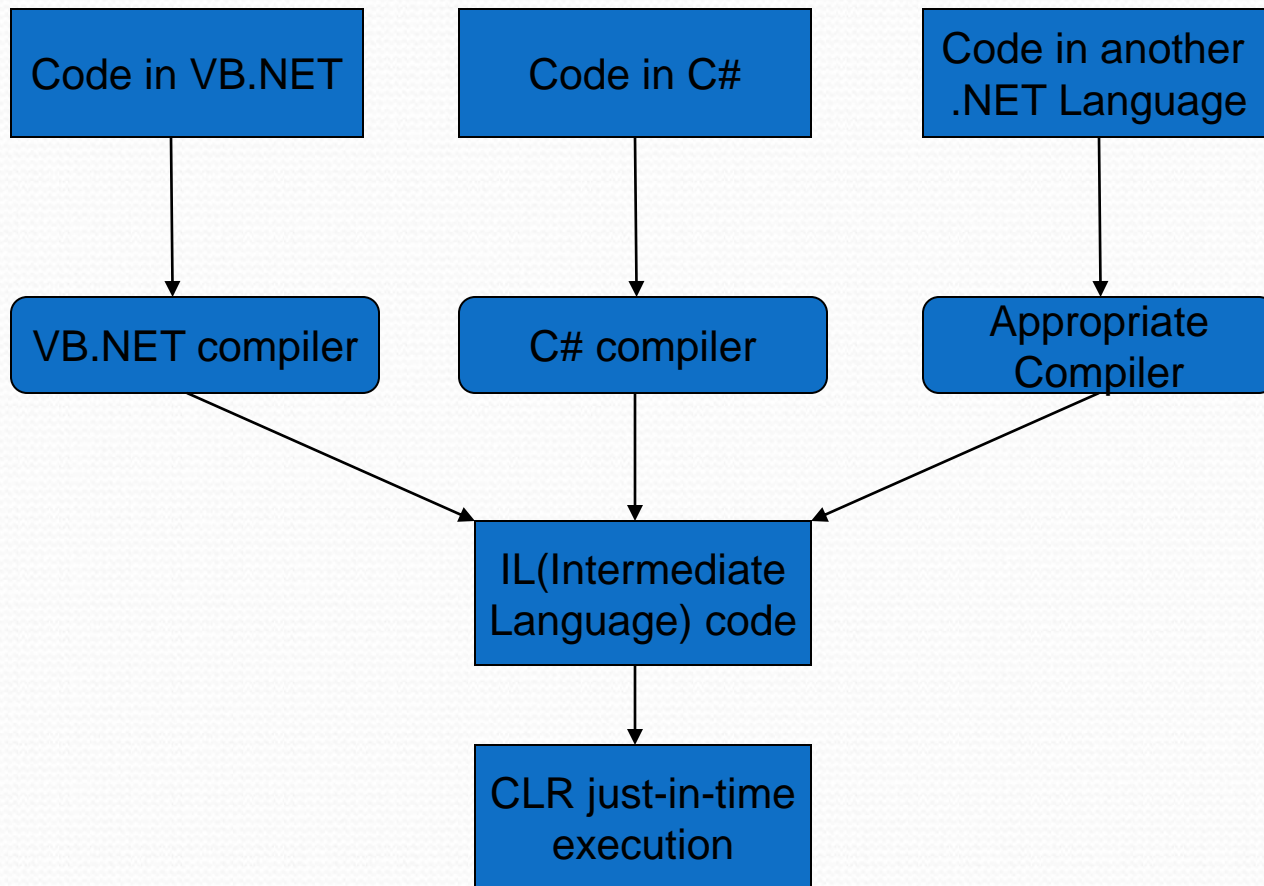 Code in VB.NET
Code in C#
Code in another
.NET Language
VB.NET compiler
C# compiler
Appropriate
Compiler
IL(Intermediate
Language) code
CLR just-in-time
execution